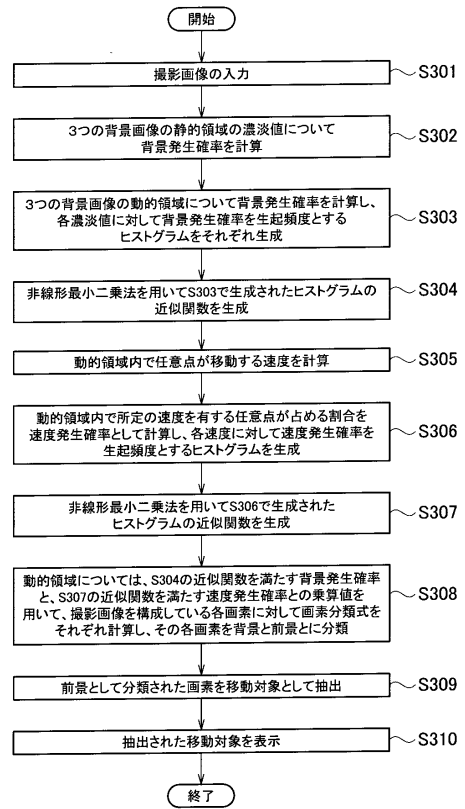 開始
撮影画像の入力
S301
3つの背景画像の静的領域の濃淡値について
背景発生確率を計算
S302
3つの背景画像の動的領域について背景発生確率を計算し、
各濃淡値に対して背景発生確率を生起頻度とする
ヒストグラムをそれぞれ生成
S303
非線形最小二乗法を用いてS303で生成されたヒストグラムの
近似関数を生成
S304
動的領域内で任意点が移動する速度を計算
S305
動的領域内で所定の速度を有する任意点が占める割合を
速度発生確率として計算し、各速度に対して速度発生確率を
生起頻度とするヒストグラムを生成
S306
非線形最小二乗法を用いてS306で生成された
ヒストグラムの近似関数を生成
S307
動的領域については、S304の近似関数を満たす背景発生確率
と、S307の近似関数を満たす速度発生確率との乗算値を
用いて、撮影画像を構成している各画素に対して画素分類式を
それぞれ計算し、その各画素を背景と前景とに分類
S308
前景として分類された画素を移動対象として抽出
S309
抽出された移動対象を表示
S310
終了